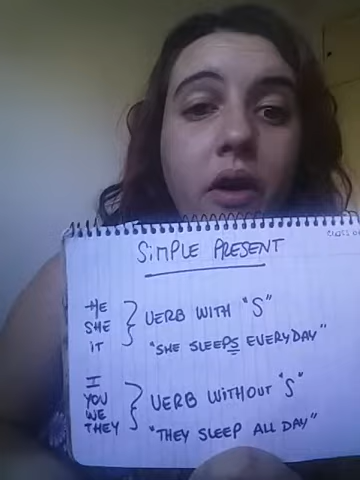 SiMPLE PRESENT
HE
SHE
iT
VERB WiTH "S"
"SHE SLEEPS EVERYDAY"
I
YOU
WE
THEY
VERB WiTHOUT "S"
"THEY SLEEP ALL DAY"